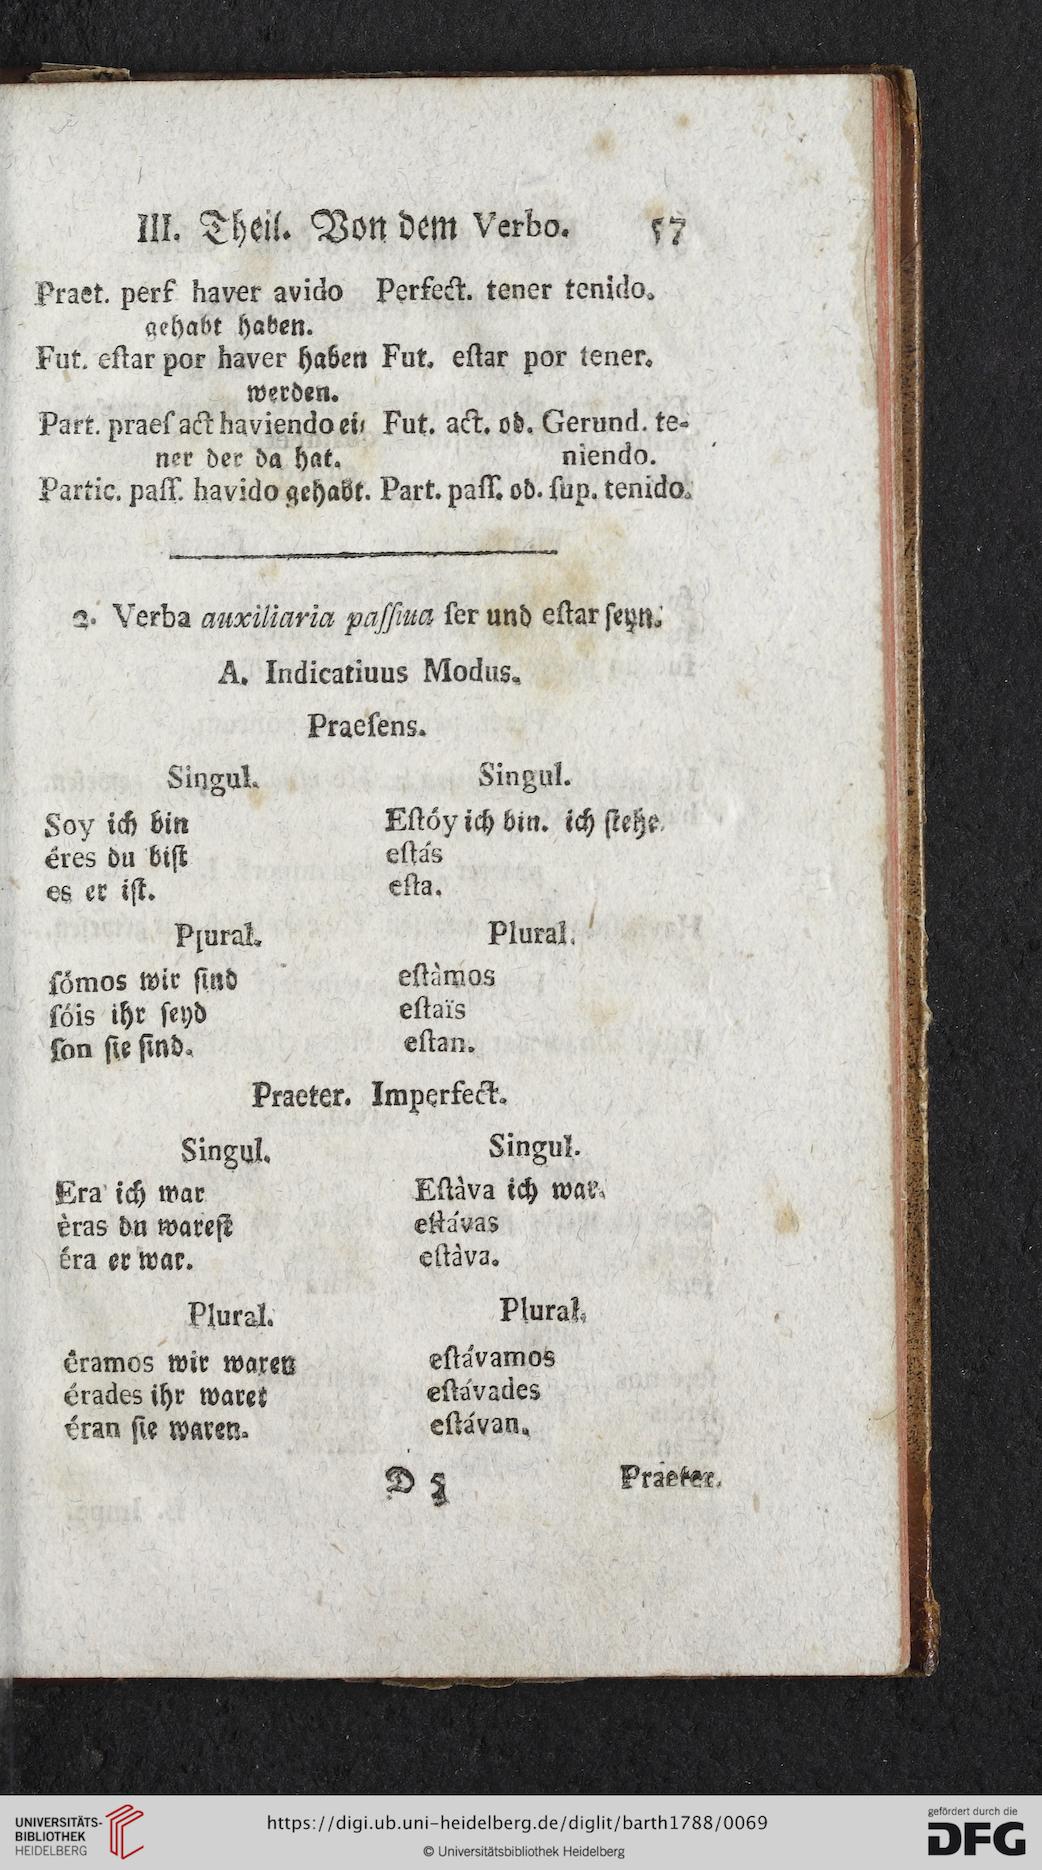 III. Theil. Von dem Verbo. 57
Praet. perf haver avido Perfect. tener tenido.
gehabt haben.
Fut. eſtar por haver haben Fut. eſtar por tener.
werden.
Part. praeſ act haviendo ei⸗ Fut. act. od. Gerund. te-
ner der da hat. niendo.
Partic. paſſ. havido gehabt. Part. paſſ. od. ſup. tenido.
2. Verba auxiliaria paſſiua ſer und eſtar ſeyn.
A. Indicatiuus Modus.
Praeſens.
Singul. Singul.
Soy ich bin Eſtóy ich bin. ich ſtehe.
éres du biſt eſtás
es er iſt. eſta.
Plural. Plural.
ſómos wir ſind eſtàmos
ſóis ihr ſeyd eſtaïs
ſon ſie ſind. eſtan.
Praeter. Imperfect.
Singul. Singul.
Era ich war Eſtàva ich war.
èras du wareſt eſtávas
éra er war. eſtàva.
Plural. Plural.
éramos wir waren eſtávamos
érades ihr waret eſtávades
éran ſie waren. eſtávan.
D 5 Praeter.
UNIVERSITÄTS-
BIBLIOTHEK
HEIDELBERG
https://digi.ub.uni-heidelberg.de/diglit/barth1788/0069
© Universitätsbibliothek Heidelberg
gefördert durch die
DFG